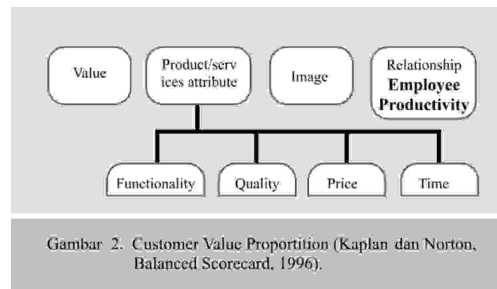 Value
Product/serv
ices attribute
Image
Relationship
Employee
Productivity
Functionality
Quality
Price
Time
Gambar 2. Customer Value Proportition (Kaplan dan Norton,
Balanced Scorecard, 1996).